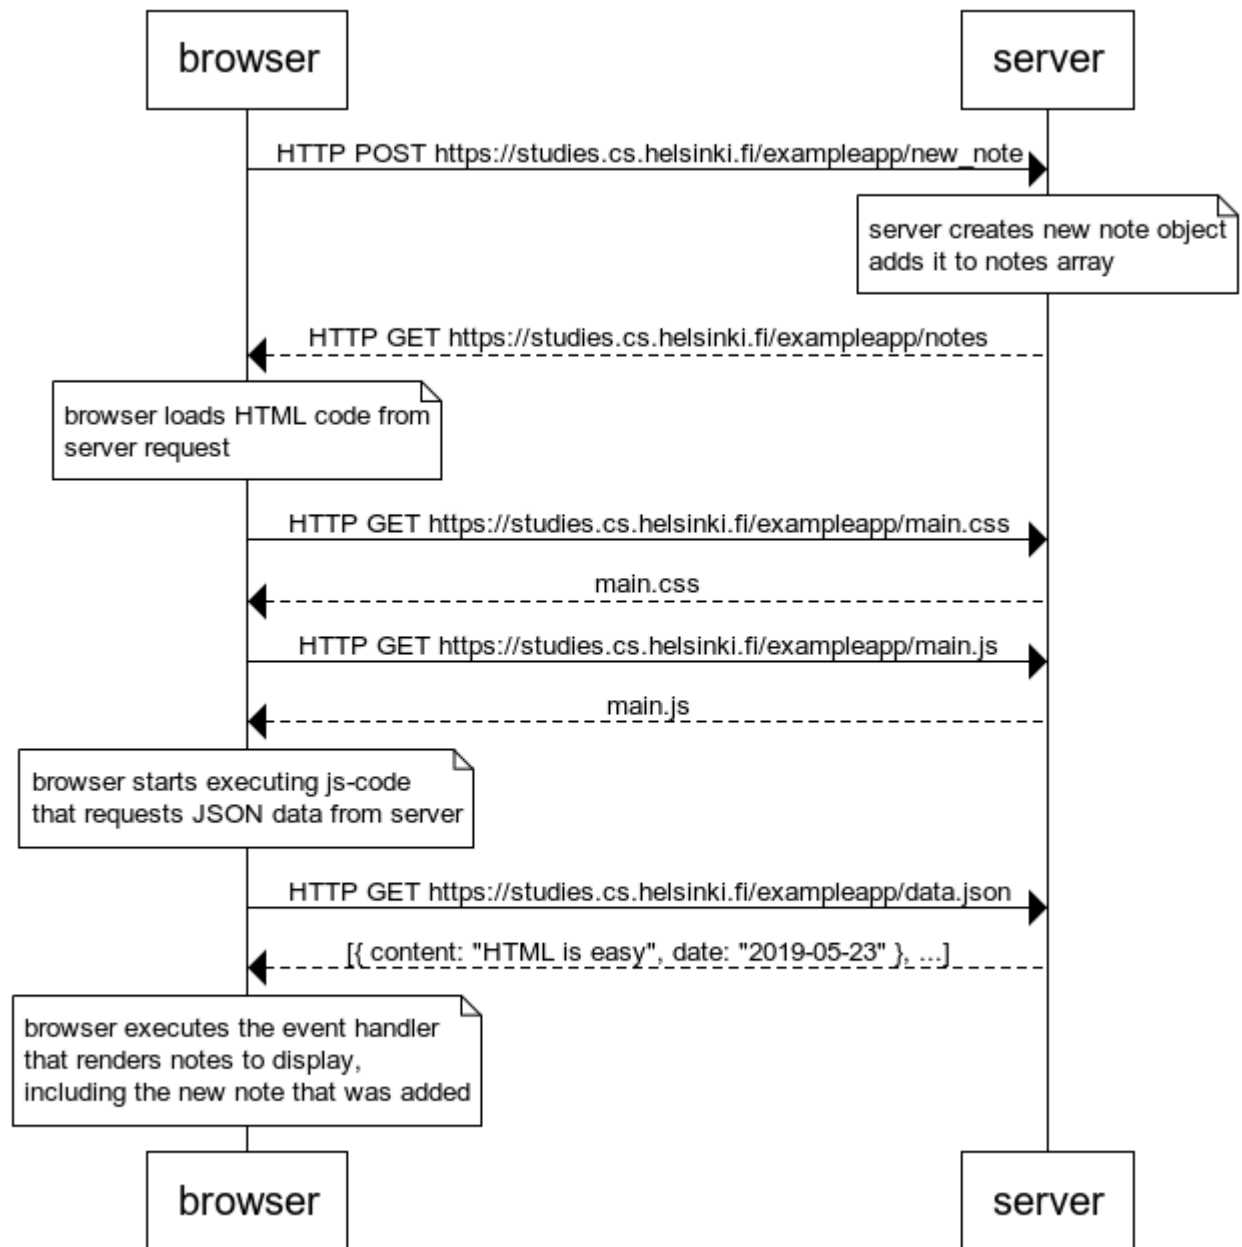 browser
server
HTTP POST https://studies.cs.helsinki.fi/exampleapp/new_note
server creates new note object
adds it to notes array
HTTP GET https://studies.cs.helsinki.fi/exampleapp/notes
browser loads HTML code from
server request
HTTP GET https://studies.cs.helsinki.fi/exampleapp/main.css
main.css
HTTP GET https://studies.cs.helsinki.fi/exampleapp/main.js
main.js
browser starts executing js-code
that requests JSON data from server
HTTP GET https://studies.cs.helsinki.fi/exampleapp/data.json
[{ content: "HTML is easy", date: "2019-05-23" }, ...]
browser executes the event handler
that renders notes to display,
including the new note that was added
browser
server